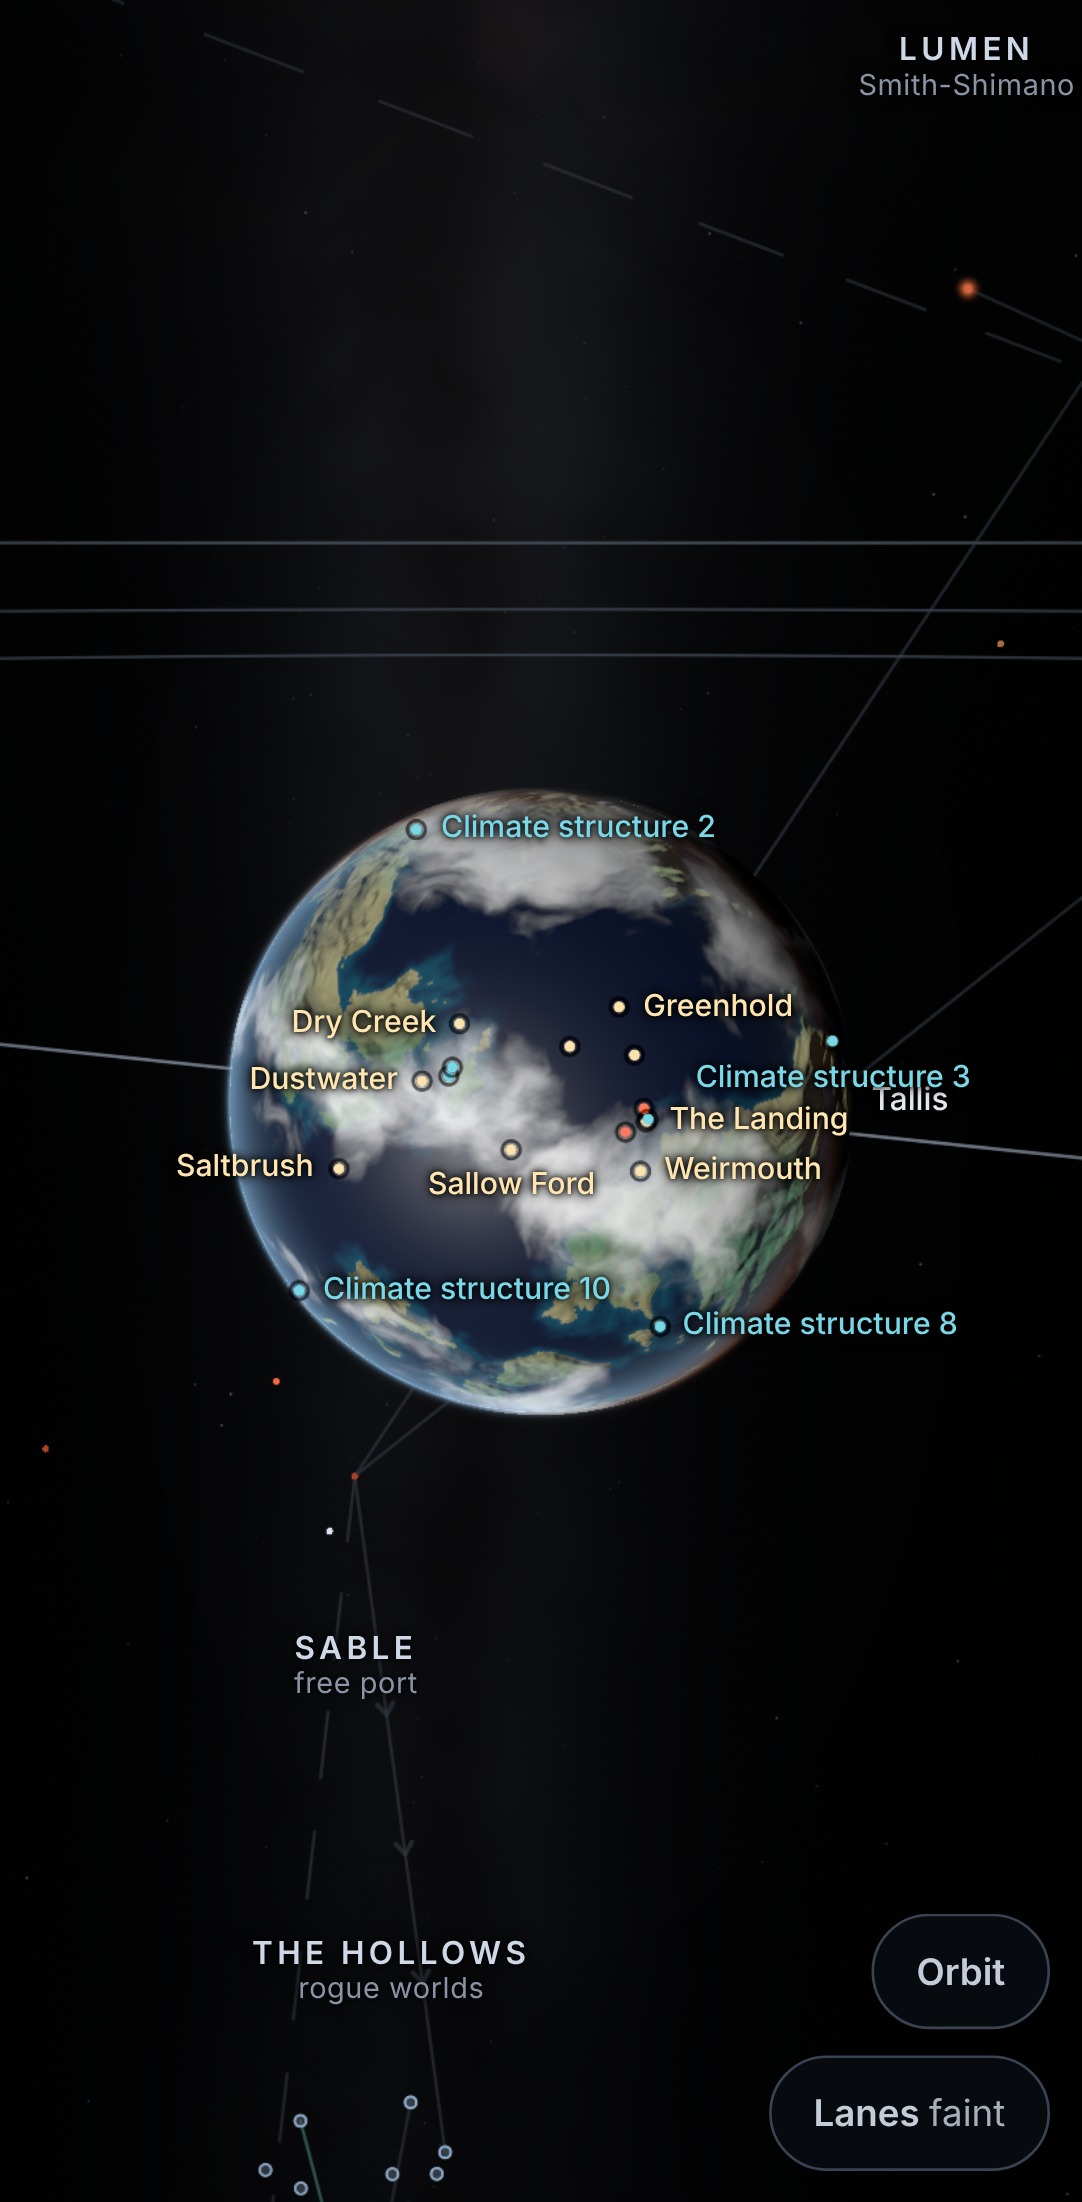 LUMEN
Smith-Shimano
Climate structure 2
Greenhold
Dry Creek
Dustwater
Climate structure 3
Tallis
The Landing
Saltbrush
Sallow Ford
Weirmouth
Climate structure 10
Climate structure 8
SABLE
free port
THE HOLLOWS
rogue worlds
Orbit
Lanes faint